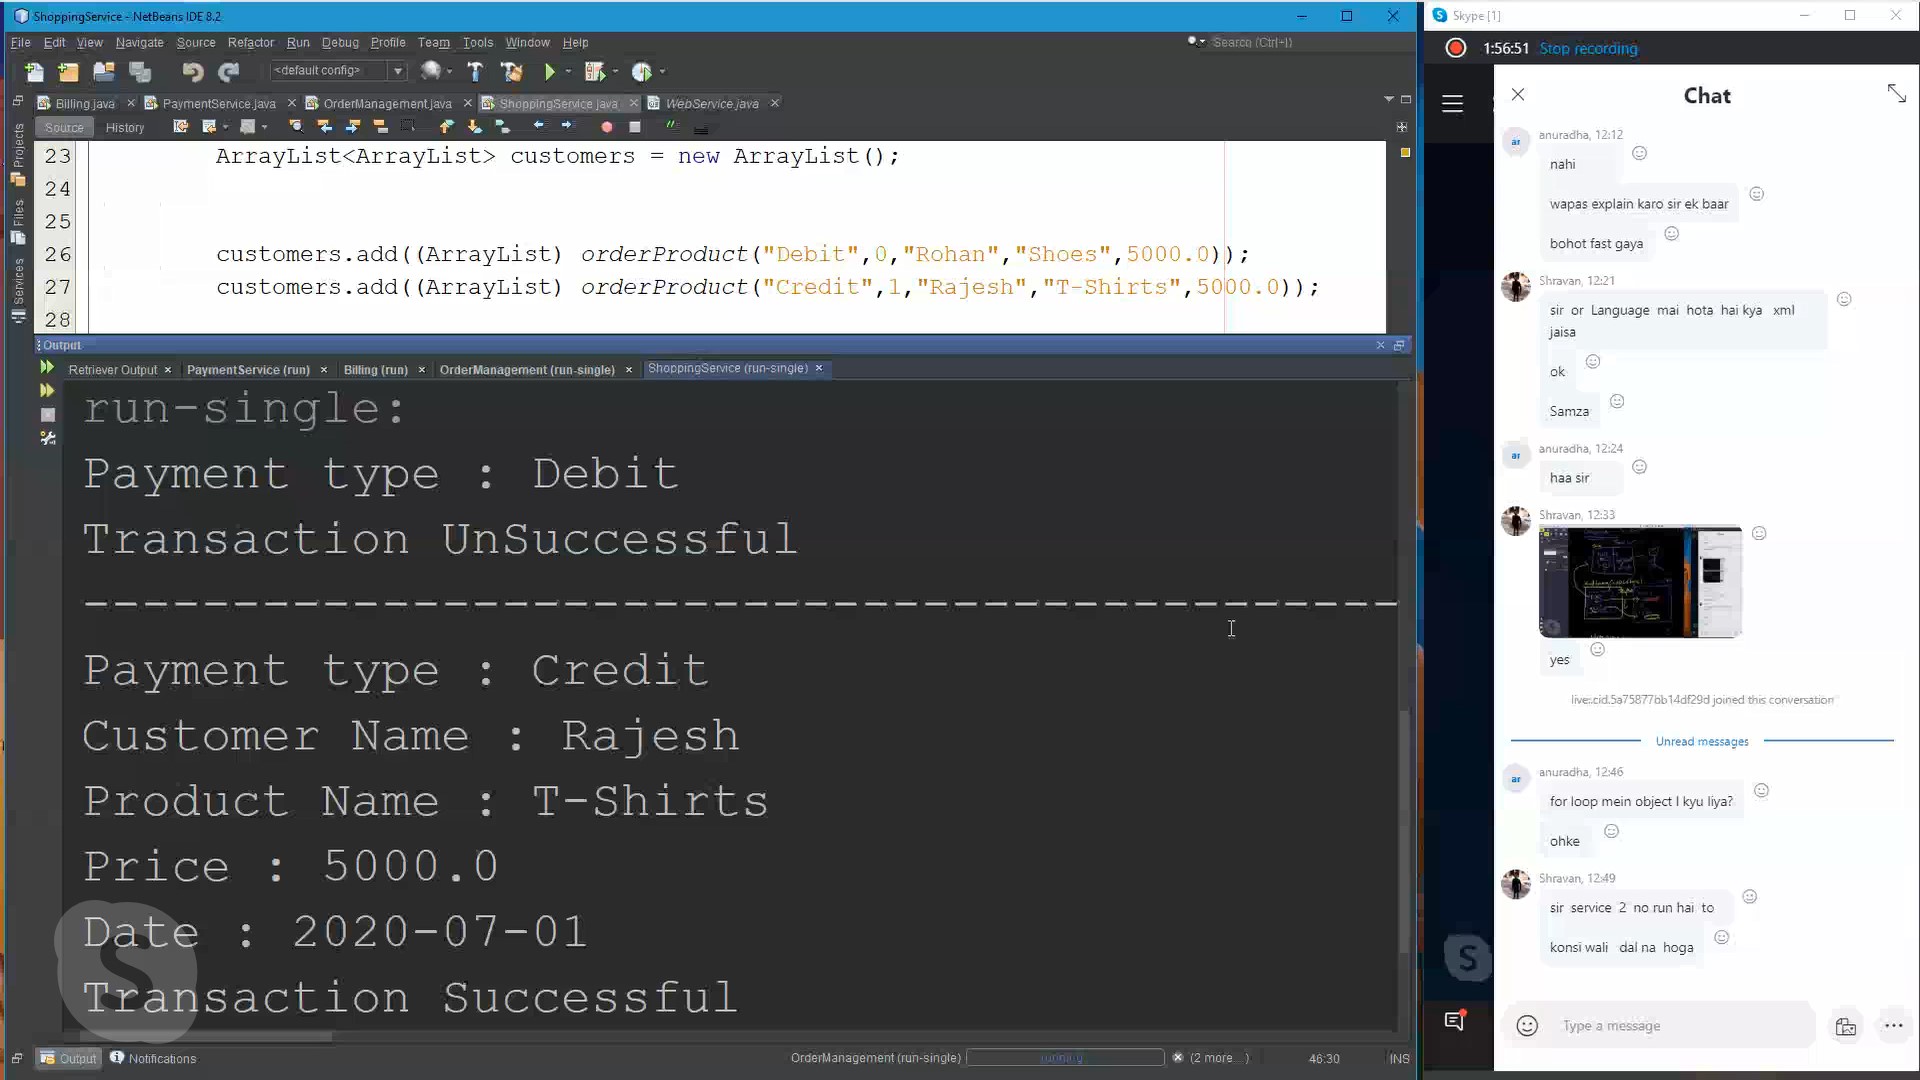 ShoppingService - NetBeans IDE 8.2
File Edit View Navigate Source Refactor Run Debug Profile Team Tools Window Help
Search (Ctrl+I)
<default config>
Billing.java PaymentService.java OrderManagement.java ShoppingService.java WebService.java
Source History
Projects
Files
Services
23 ArrayList<ArrayList> customers = new ArrayList();
24
25
26 customers.add((ArrayList) orderProduct("Debit",0,"Rohan","Shoes",5000.0));
27 customers.add((ArrayList) orderProduct("Credit",1,"Rajesh","T-Shirts",5000.0));
28
Output
Retriever Output PaymentService (run) Billing (run) OrderManagement (run-single) ShoppingService (run-single)
run-single:
Payment type : Debit
Transaction UnSuccessful
---------------------------------------------
Payment type : Credit
Customer Name : Rajesh
Product Name : T-Shirts
Price : 5000.0
Date : 2020-07-01
Transaction Successful
Output Notifications
OrderManagement (run-single) running... (2 more...) 46:30 INS
Skype [1]
1:56:51 Stop recording
Chat
anuradha, 12:12
nahi
wapas explain karo sir ek baar
bohot fast gaya
Shravan, 12:21
sir or Language mai hota hai kya xml
jaisa
ok
Samza
anuradha, 12:24
haa sir
Shravan, 12:33
yes
live:.cid.5a75877bb14df29d joined this conversation
Unread messages
anuradha, 12:46
for loop mein object I kyu liya?
ohke
Shravan, 12:49
sir service 2 no run hai to
konsi wali dal na hoga
Type a message